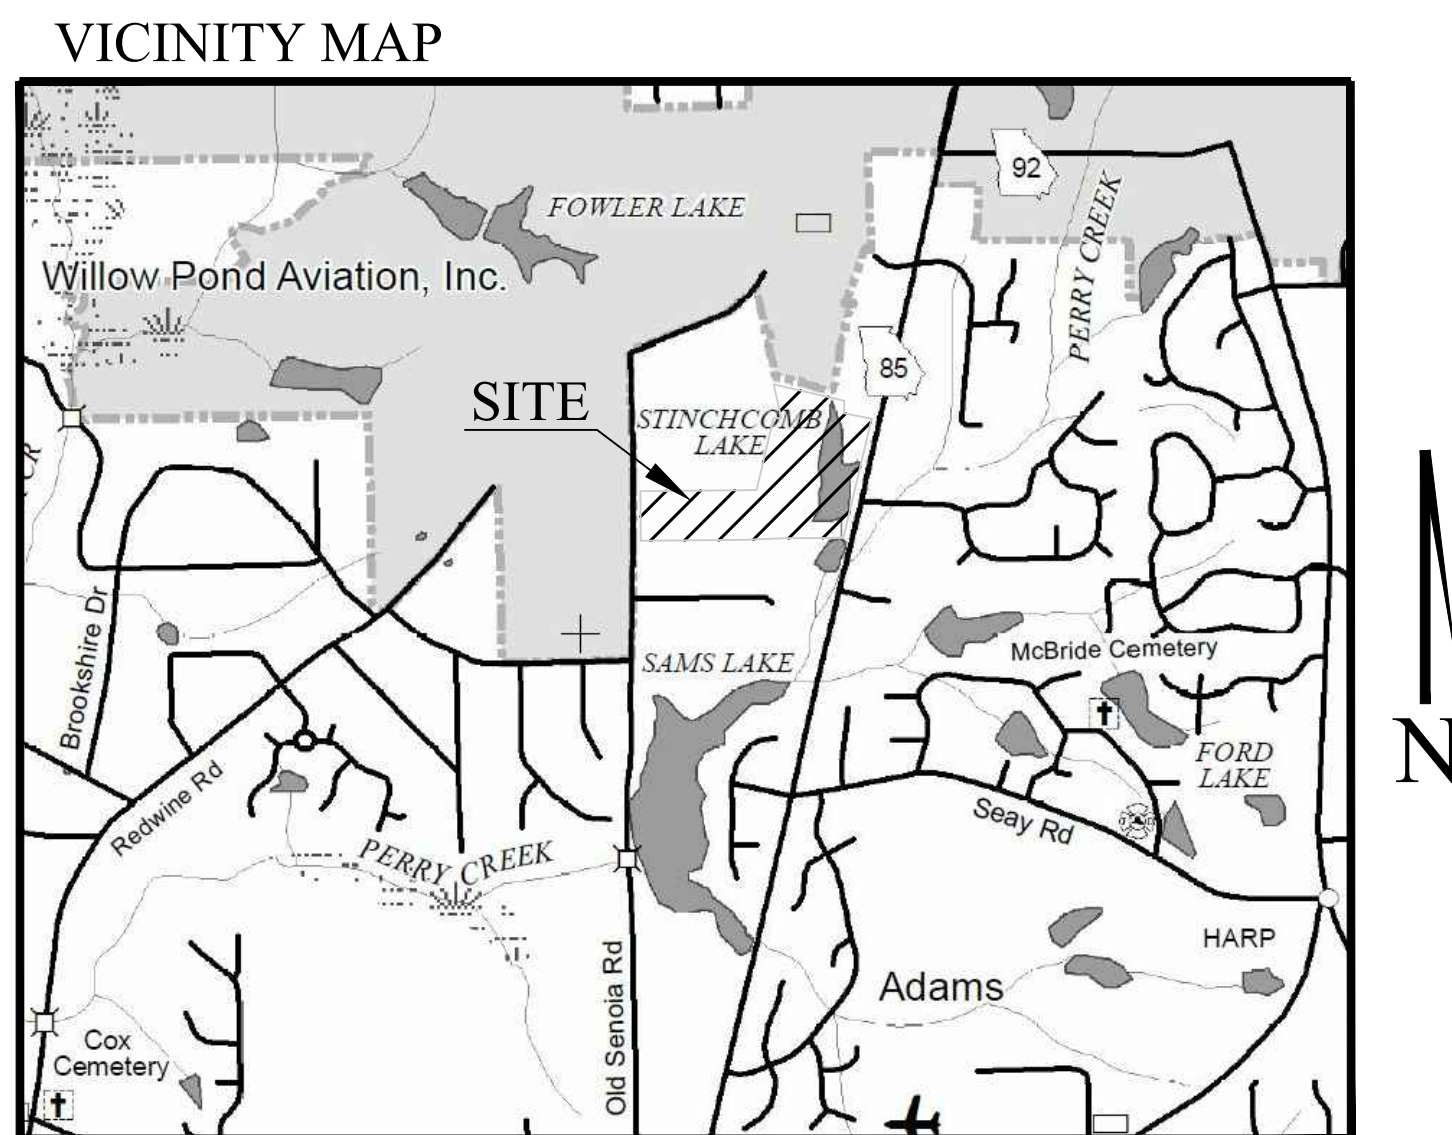 VICINITY MAP
92
FOWLER LAKE
PERRY CREEK
Willow Pond Aviation, Inc.
85
SITE
STINCHCOMB
LAKE
CR
Brookshire Dr
McBride Cemetery
SAMS LAKE
N
FORD
LAKE
Redwine Rd
Seay Rd
PERRY CREEK
HARP
Old Senoia Rd
Adams
Cox
Cemetery